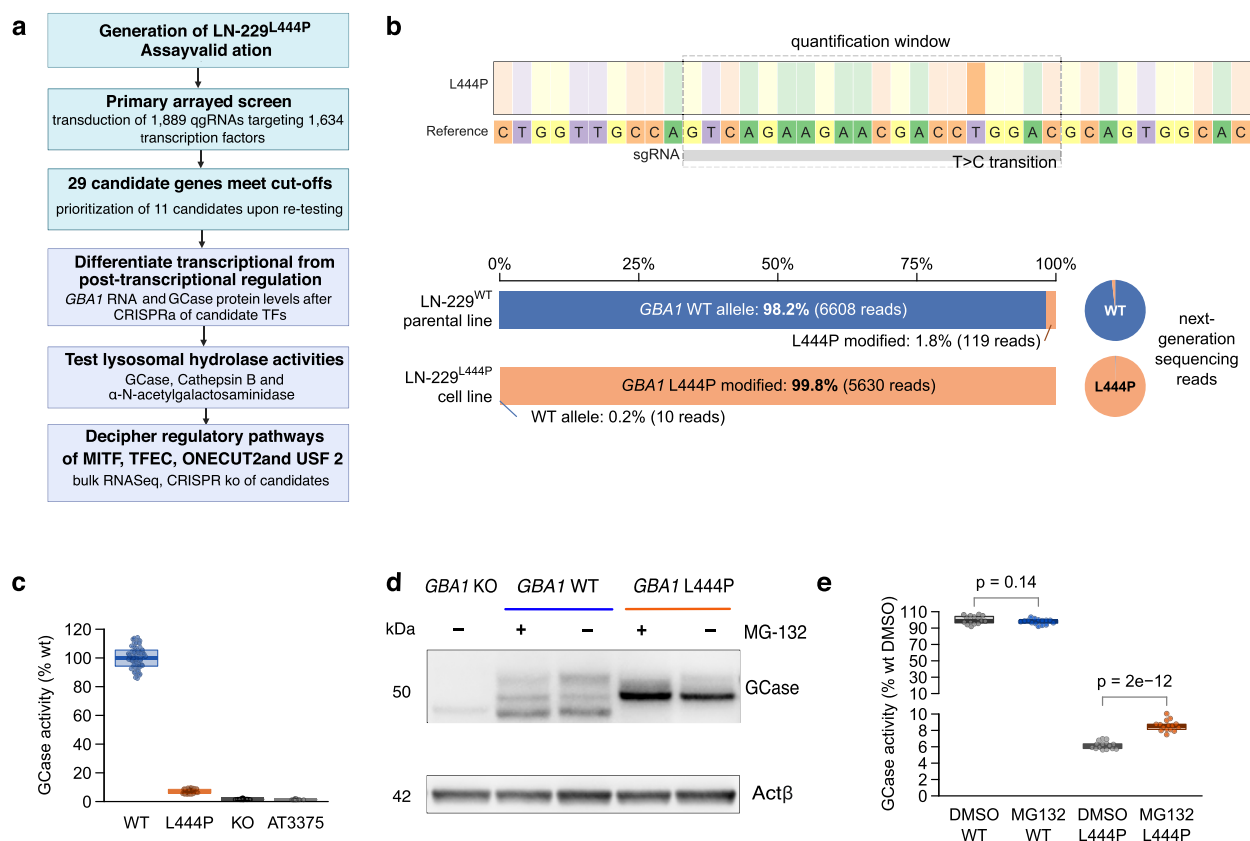 a
Generation of LN-229^L444P
Assayvalid ation
Primary arrayed screen
transduction of 1,889 qgRNAs targeting 1,634
transcription factors
29 candidate genes meet cut-offs
prioritization of 11 candidates upon re-testing
Differentiate transcriptional from
post-transcriptional regulation
GBA1 RNA and GCase protein levels after
CRISPRa of candidate TFs
Test lysosomal hydrolase activities
GCase, Cathepsin B and
α-N-acetylgalactosaminidase
Decipher regulatory pathways
of MITF, TFEC, ONECUT2and USF 2
bulk RNASeq, CRISPR ko of candidates
b
quantification window
L444P
Reference C T G G T T G C C A G T C A G A A G A A C G A C C T G G A C G C A G T G G C A C
sgRNA
T>C transition
0% 25% 50% 75% 100%
LN-229^WT
parental line
GBA1 WT allele: 98.2% (6608 reads)
L444P modified: 1.8% (119 reads)
LN-229^L444P
cell line
GBA1 L444P modified: 99.8% (5630 reads)
WT allele: 0.2% (10 reads)
WT
L444P
next-
generation
sequencing
reads
c
GCase activity (% wt)
120
100
80
60
40
20
0
WT L444P KO AT3375
d
GBA1 KO GBA1 WT GBA1 L444P
kDa − + − + − MG-132
50 GCase
42 Actβ
e
p = 0.14
GCase activity (% wt DMSO)
110
90
70
50
30
10
p = 2e−12
10
8
6
4
2
0
DMSO MG132 DMSO MG132
WT WT L444P L444P